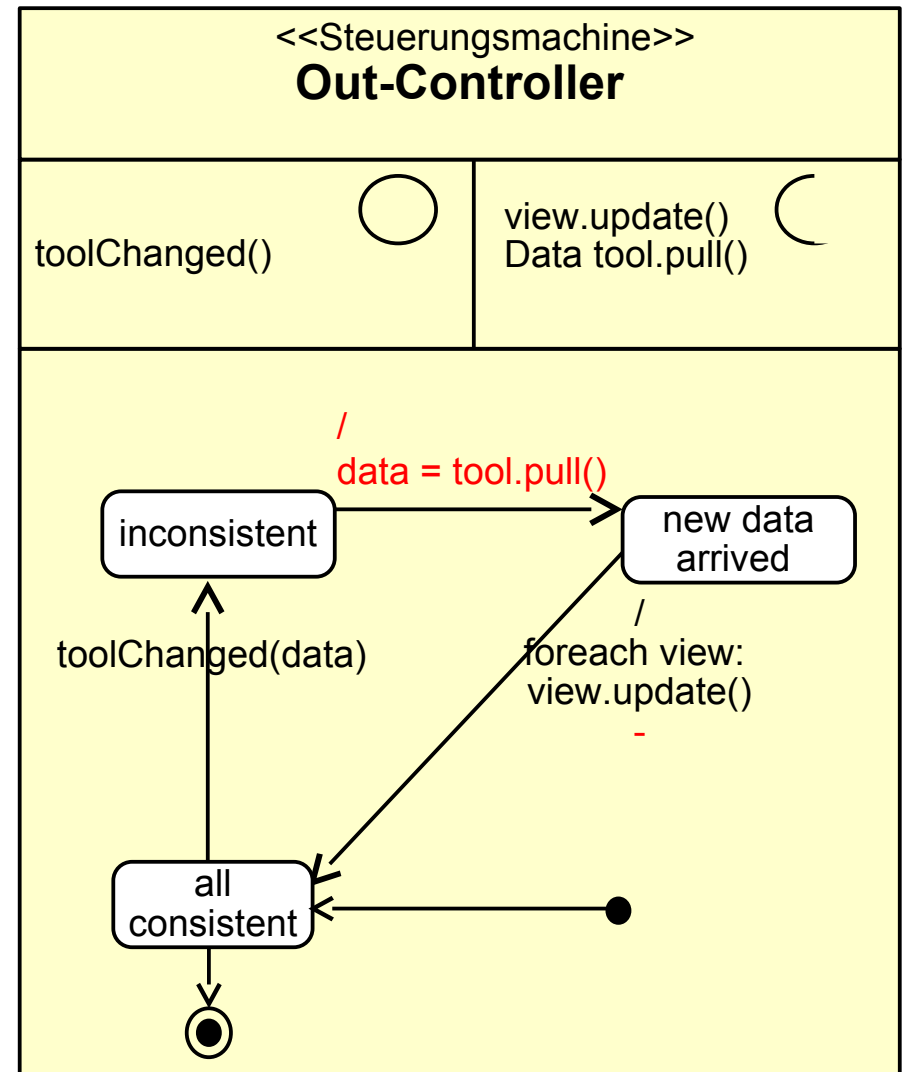 <<Steuerungsmachine>>
Out-Controller
toolChanged()
view.update()
Data tool.pull()
/
data = tool.pull()
inconsistent
new data
arrived
toolChanged(data)
/
foreach view:
view.update()
-
all
consistent